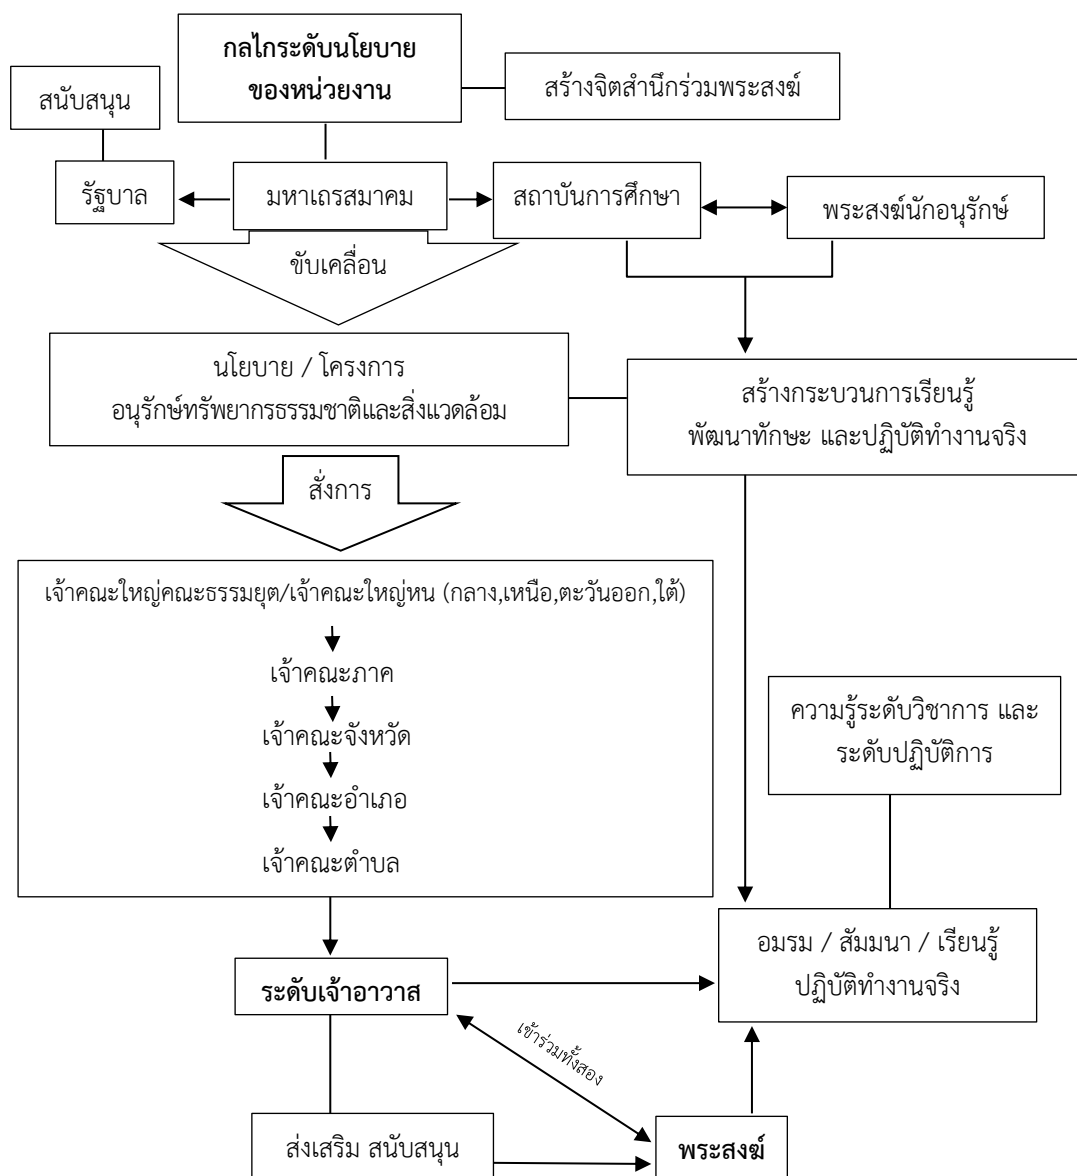 กลไกระดับนโยบาย
ของหน่วยงาน
สนับสนุน
สร้างจิตสำนึกร่วมพระสงฆ์
รัฐบาล
มหาเถรสมาคม
สถาบันการศึกษา
พระสงฆ์นักอนุรักษ์
ขับเคลื่อน
นโยบาย / โครงการ
อนุรักษ์ทรัพยากรธรรมชาติและสิ่งแวดล้อม
สร้างกระบวนการเรียนรู้
พัฒนาทักษะ และปฏิบัติทำงานจริง
สั่งการ
เจ้าคณะใหญ่คณะธรรมยุต/เจ้าคณะใหญ่หน (กลาง,เหนือ,ตะวันออก,ใต้)
เจ้าคณะภาค
เจ้าคณะจังหวัด
เจ้าคณะอำเภอ
เจ้าคณะตำบล
ความรู้ระดับวิชาการ และ
ระดับปฏิบัติการ
อมรม / สัมมนา / เรียนรู้
ปฏิบัติทำงานจริง
ระดับเจ้าอาวาส
เข้าร่วมทั้งสอง
ส่งเสริม สนับสนุน
พระสงฆ์